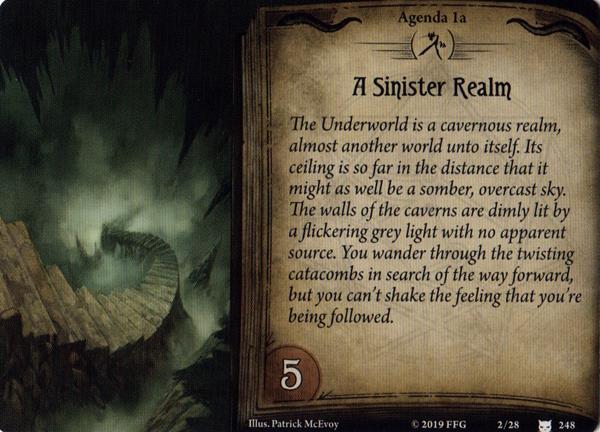 Agenda 1a
A Sinister Realm
The Underworld is a cavernous realm,
almost another world unto itself. Its
ceiling is so far in the distance that it
might as well be a somber, overcast sky.
The walls of the caverns are dimly lit by
a flickering grey light with no apparent
source. You wander through the twisting
catacombs in search of the way forward,
but you can't shake the feeling that you're
being followed.
5
Illus. Patrick McEvoy © 2019 FFG 2/28 248